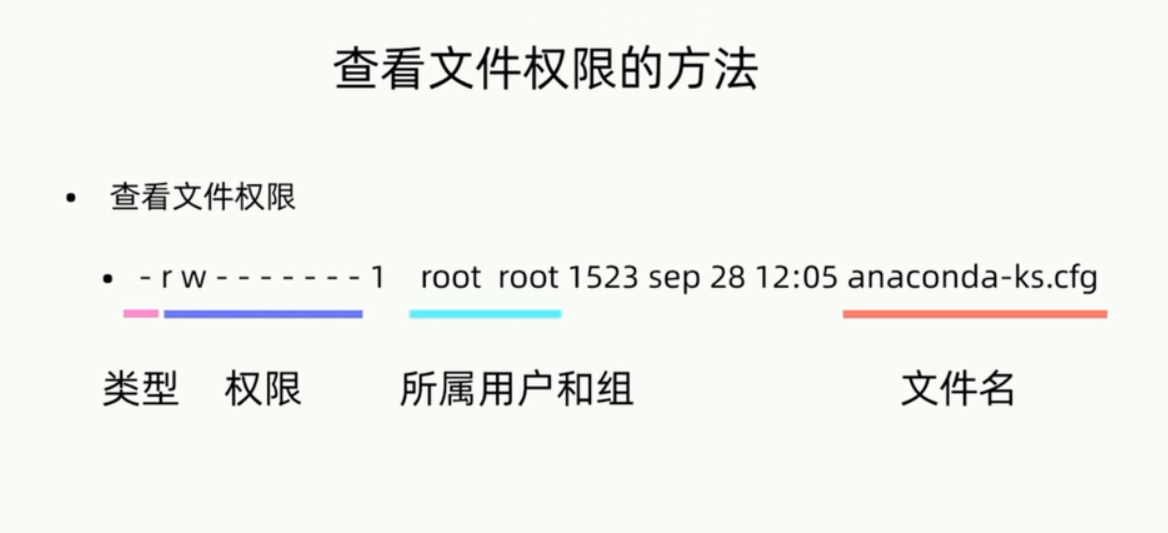 查看文件权限的方法
• 查看文件权限
• - r w - - - - - - - 1 root root 1523 sep 28 12:05 anaconda-ks.cfg
类型 权限 所属用户和组 文件名